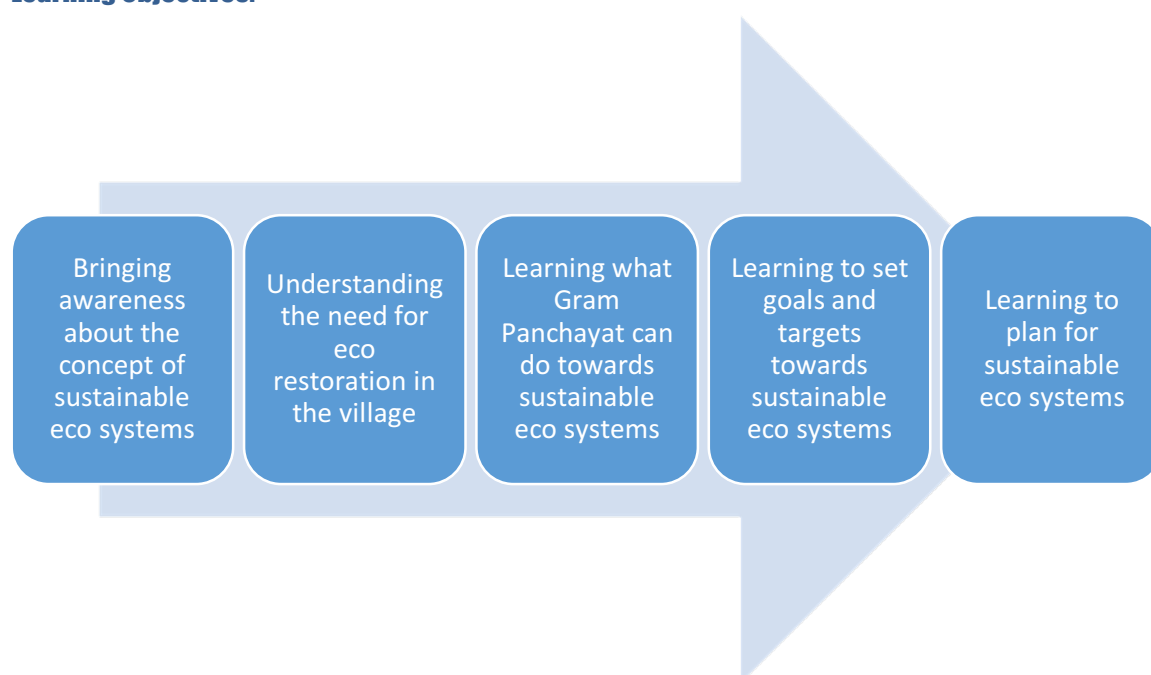 Learning Objectives:
Bringing
awareness
about the
concept of
sustainable
eco systems
Understanding
the need for
eco
restoration in
the village
Learning what
Gram
Panchayat can
do towards
sustainable
eco systems
Learning to set
goals and
targets
towards
sustainable
eco systems
Learning to
plan for
sustainable
eco systems